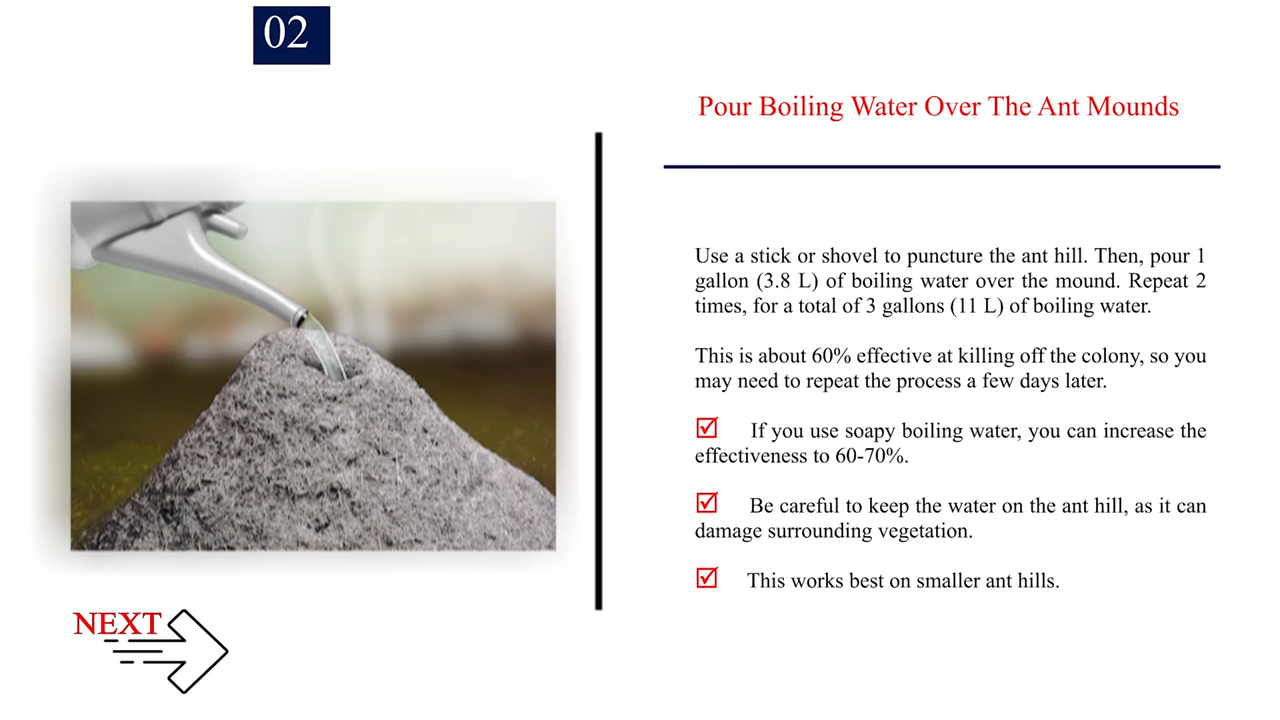 02
Pour Boiling Water Over The Ant Mounds
Use a stick or shovel to puncture the ant hill. Then, pour 1
gallon (3.8 L) of boiling water over the mound. Repeat 2
times, for a total of 3 gallons (11 L) of boiling water.
This is about 60% effective at killing off the colony, so you
may need to repeat the process a few days later.
If you use soapy boiling water, you can increase the
effectiveness to 60-70%.
Be careful to keep the water on the ant hill, as it can
damage surrounding vegetation.
This works best on smaller ant hills.
NEXT